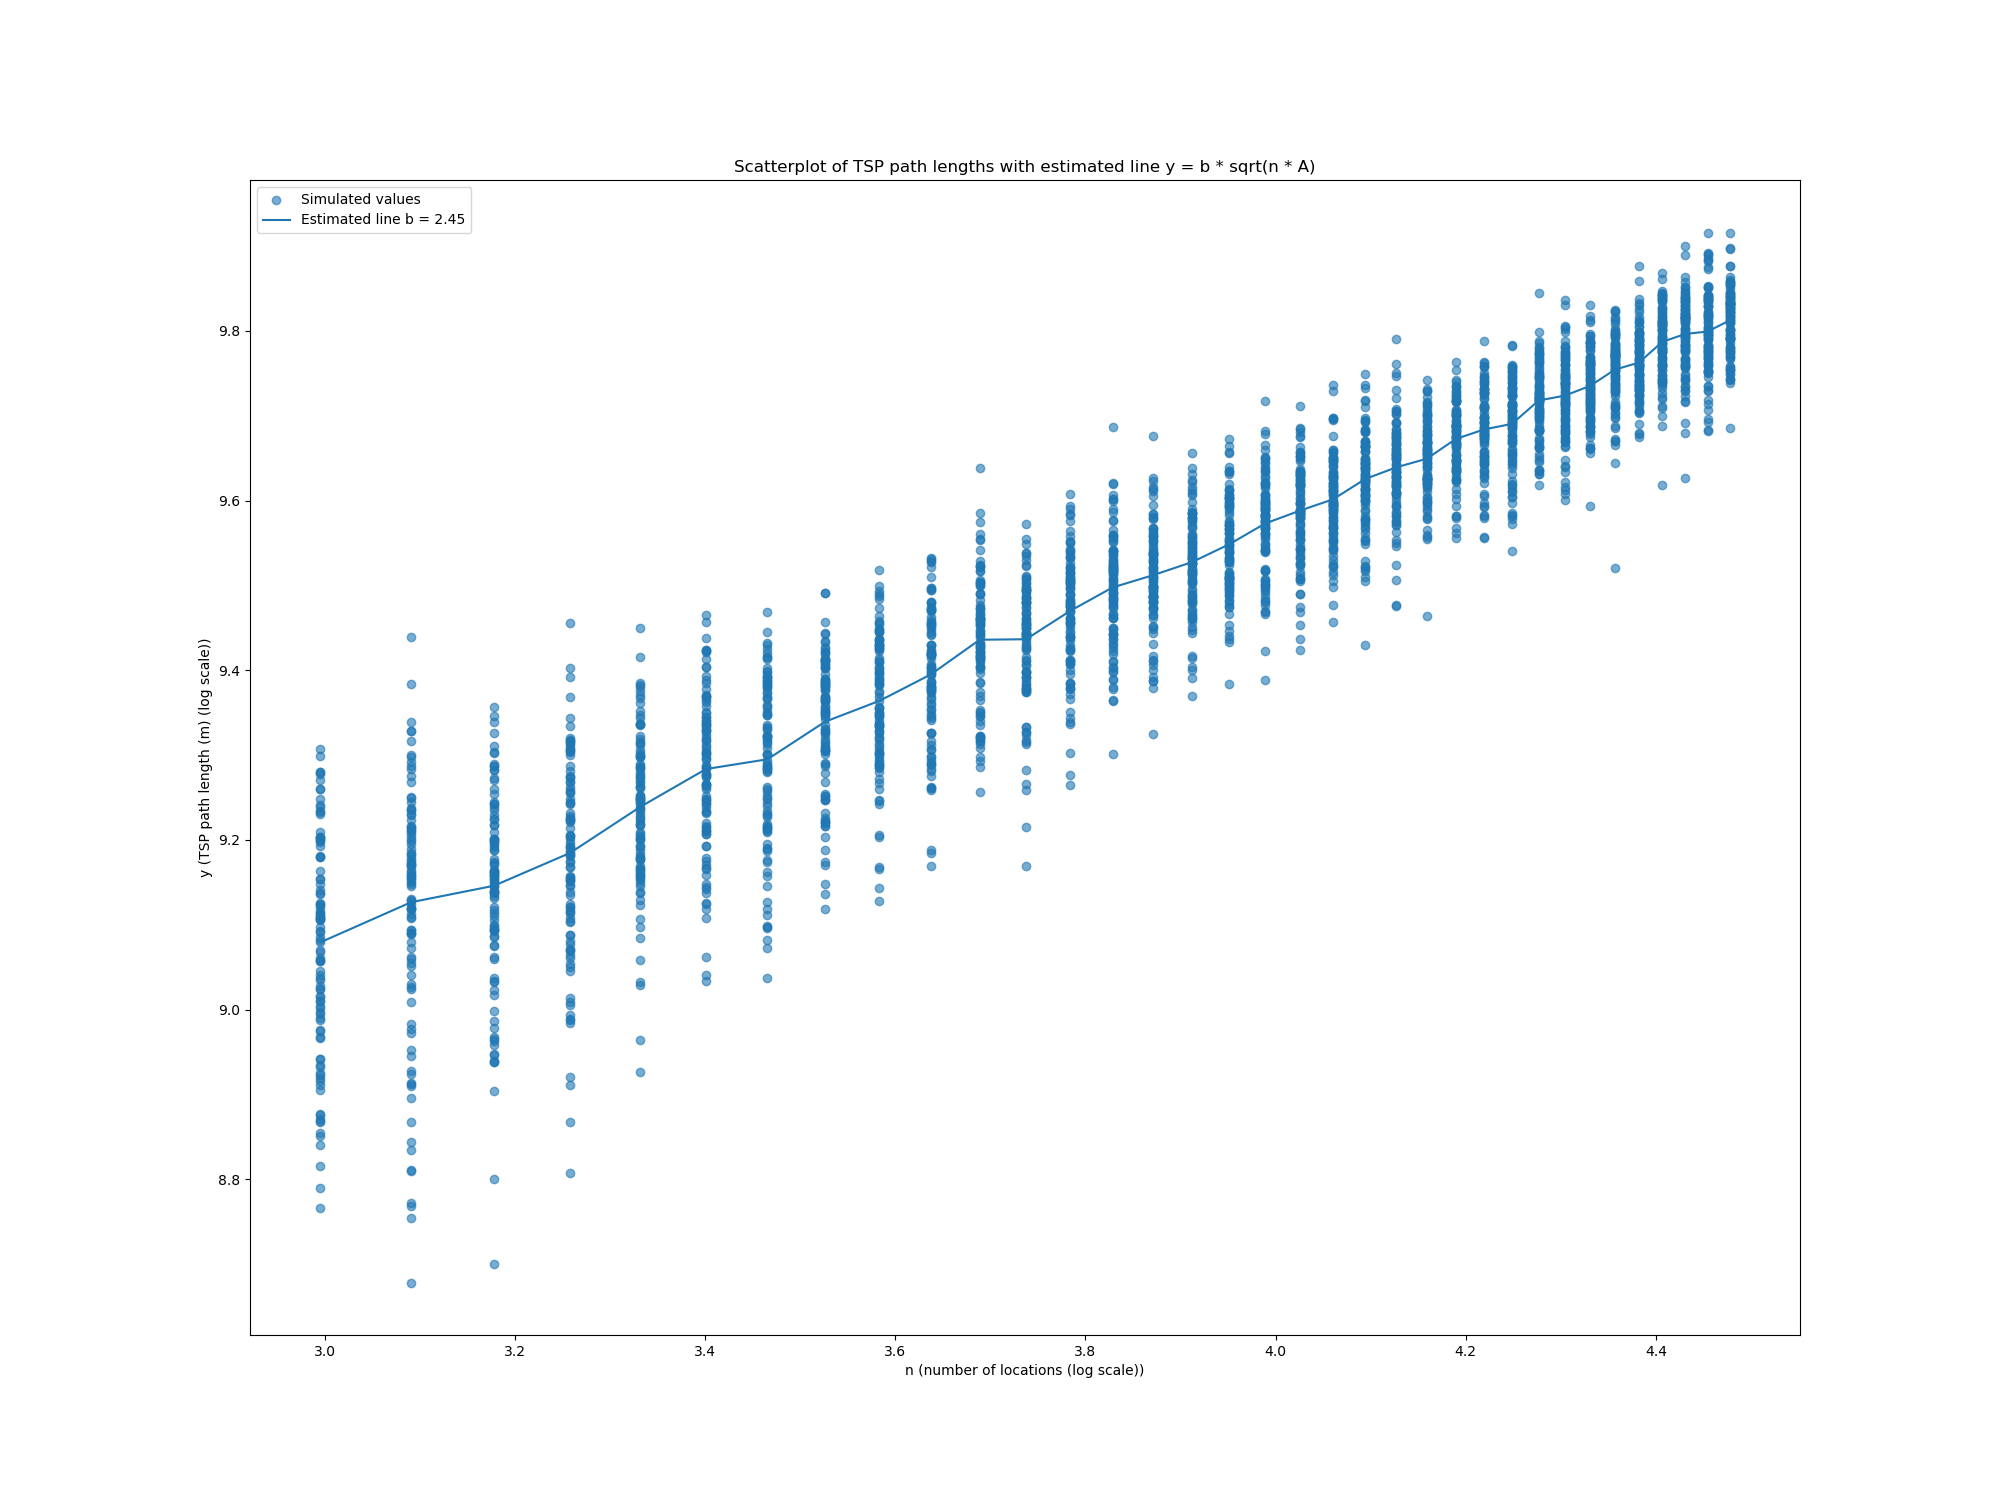 Scatterplot of TSP path lengths with estimated line y = b * sqrt(n * A)
Simulated values
Estimated line b = 2.45
y (TSP path length (m) (log scale))
9.8
9.6
9.4
9.2
9.0
8.8
3.0 3.2 3.4 3.6 3.8 4.0 4.2 4.4
n (number of locations (log scale))